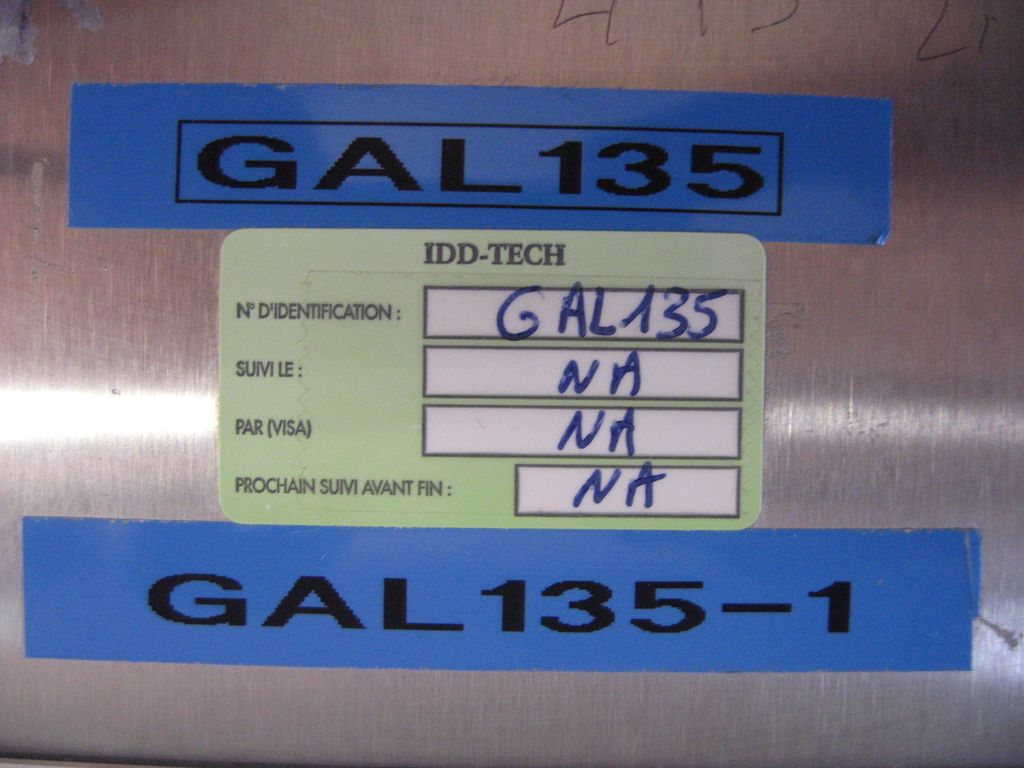 GAL135
IDD-TECH
N° D'IDENTIFICATION : GAL135
SUIVI LE : NA
PAR (VISA) NA
PROCHAIN SUIVI AVANT FIN : NA
GAL135-1